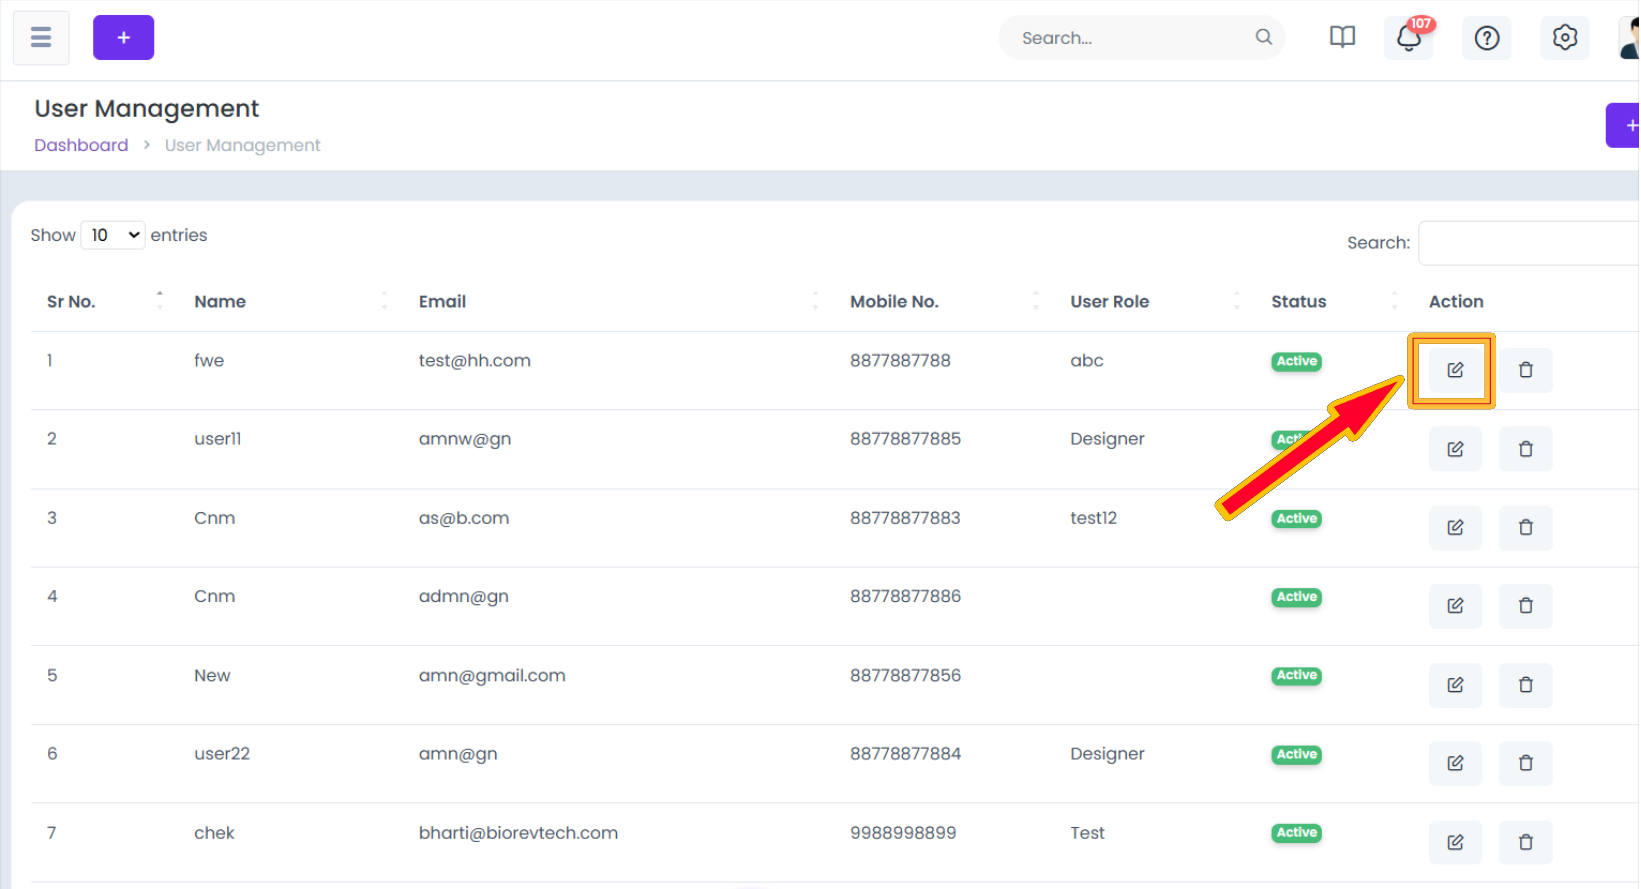 +
Search...
107
User Management
+
Dashboard > User Management
Show 10 entries
Search:
Sr No. Name Email Mobile No. User Role Status Action
1 fwe test@hh.com 8877887788 abc Active
2 user11 amnw@gn 88778877885 Designer
3 Cnm as@b.com 88778877883 test12 Active
4 Cnm admn@gn 88778877886 Active
5 New amn@gmail.com 88778877856 Active
6 user22 amn@gn 88778877884 Designer Active
7 chek bharti@biorevtech.com 9988998899 Test Active